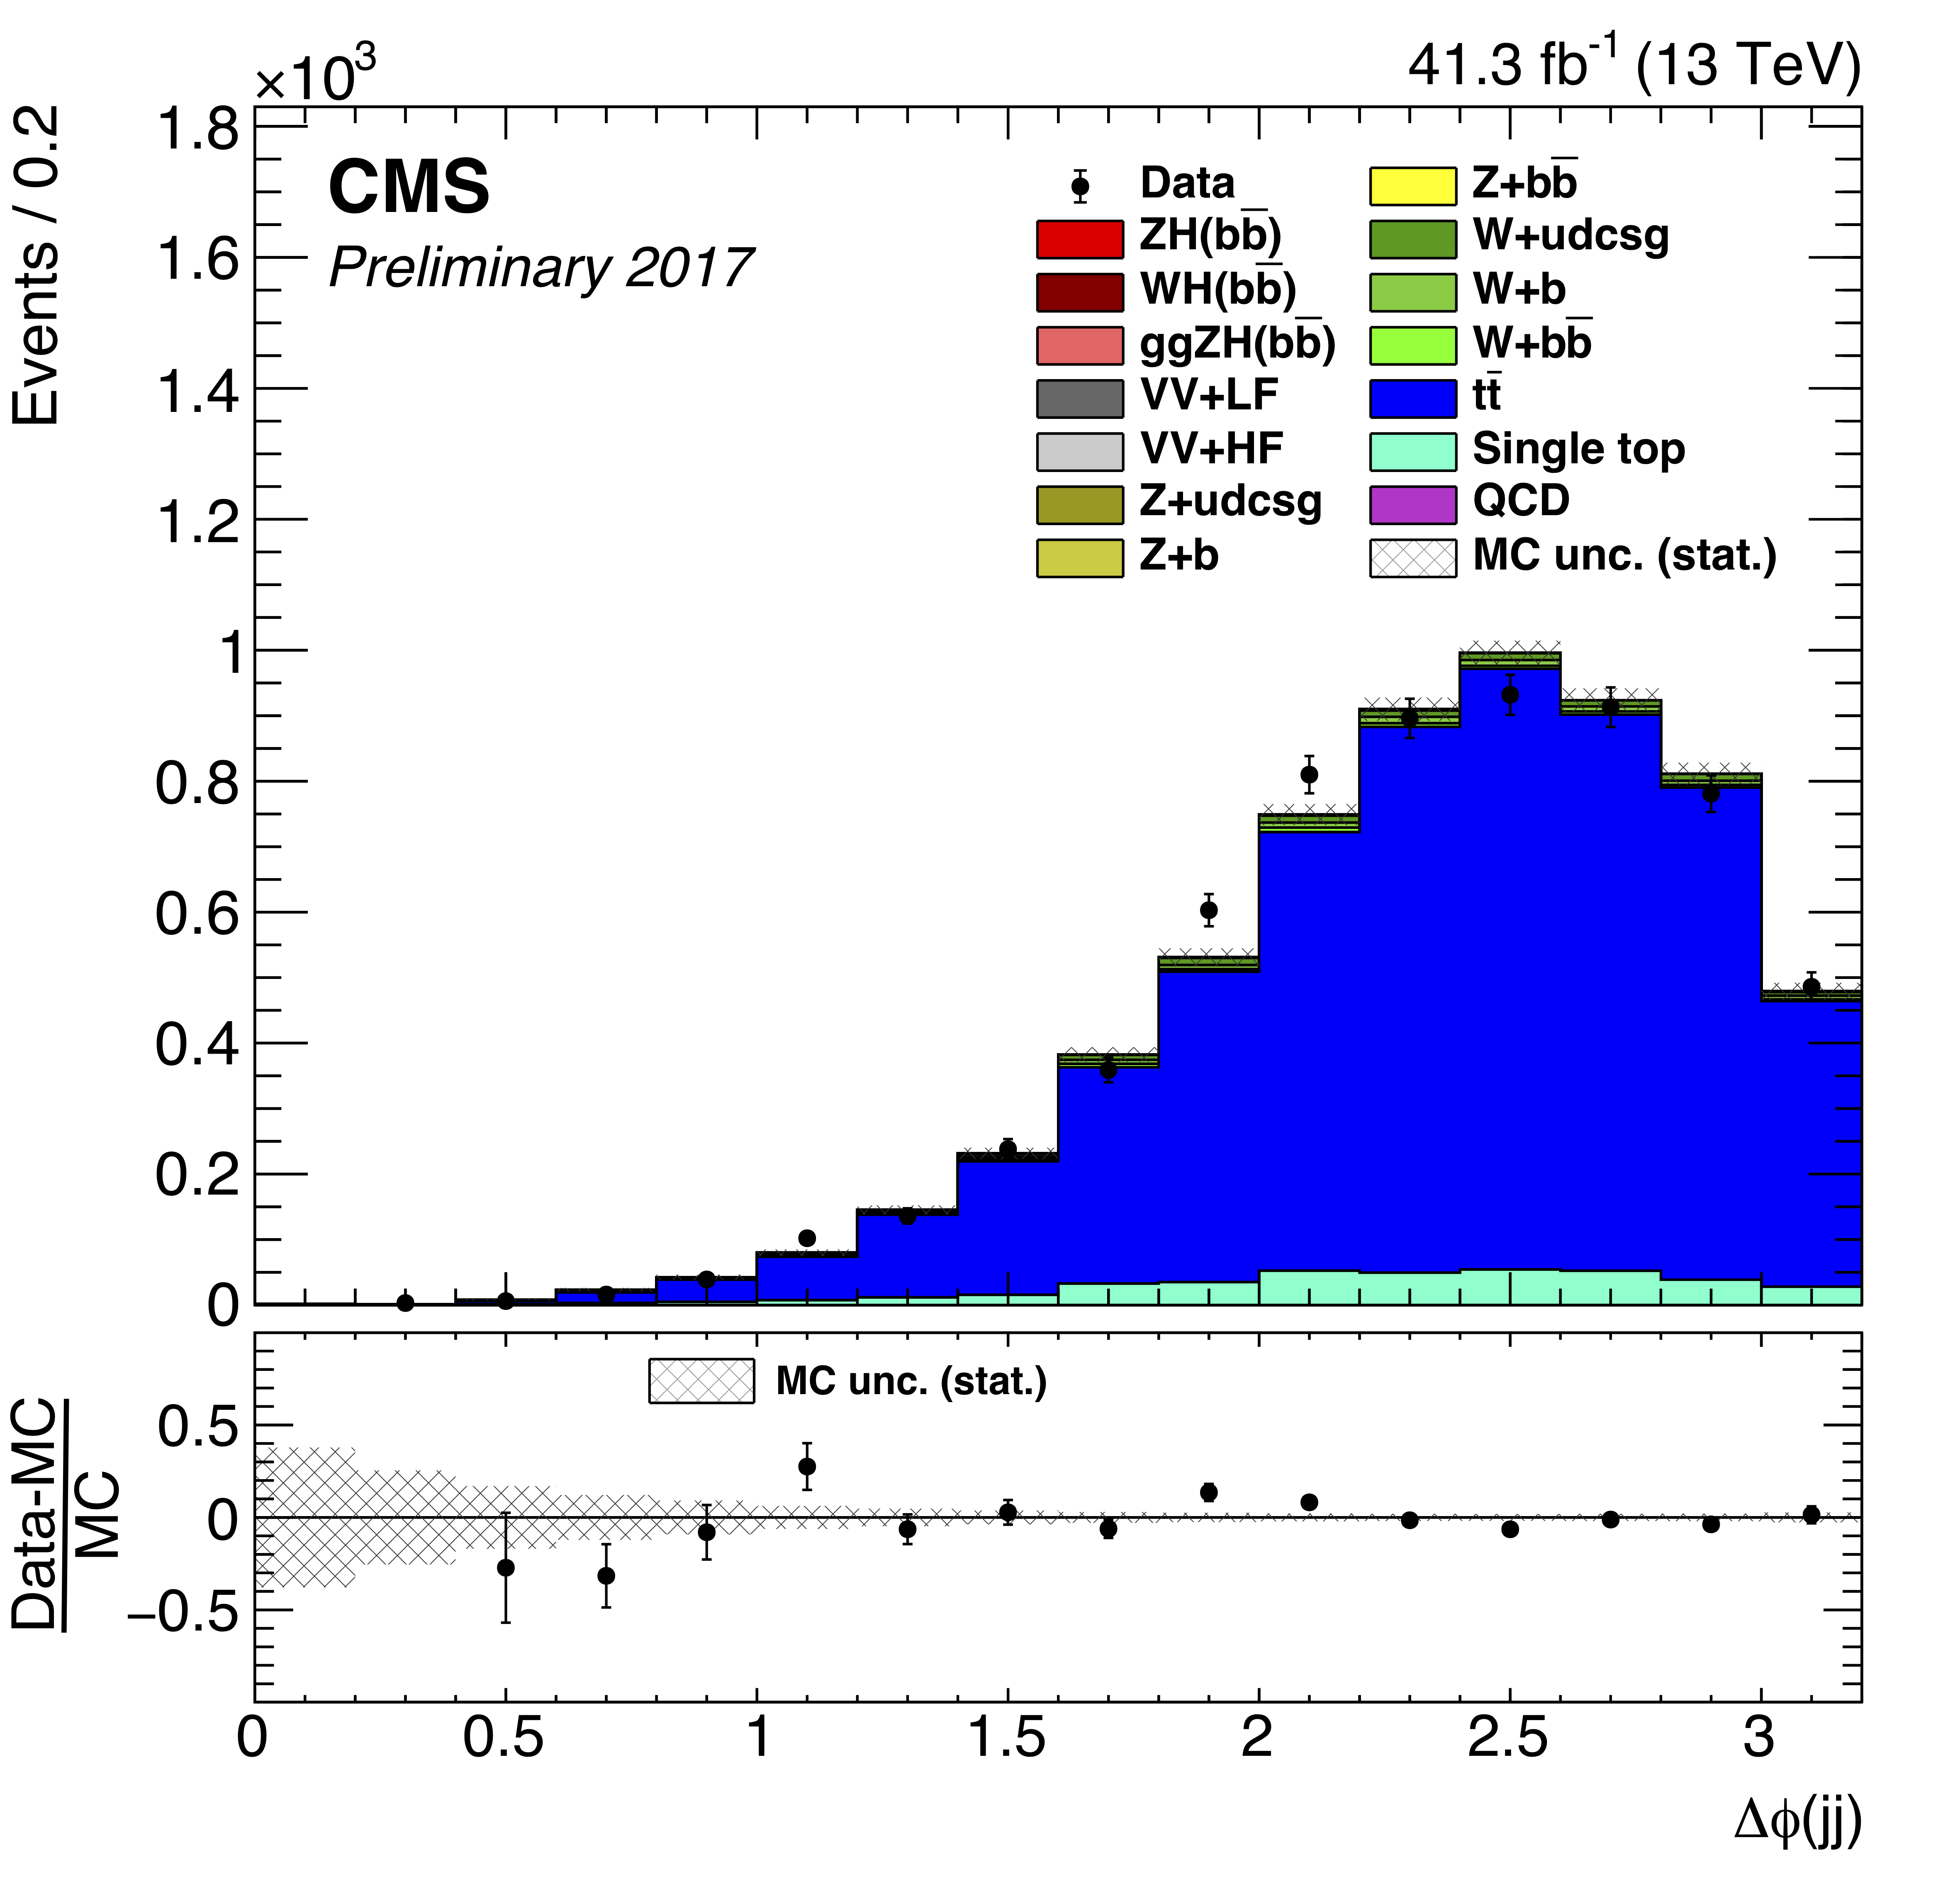 ×10³
41.3 fb⁻¹ (13 TeV)
Events / 0.2
CMS
Preliminary 2017
Data
ZH(bb̅)
WH(bb̅)
ggZH(bb̅)
VV+LF
VV+HF
Z+udcsg
Z+b
Z+bb̅
W+udcsg
W+b
W+bb̅
tt̅
Single top
QCD
MC unc. (stat.)
1.8
1.6
1.4
1.2
1
0.8
0.6
0.4
0.2
0
MC unc. (stat.)
Data-MC
MC
0.5
0
−0.5
0 0.5 1 1.5 2 2.5 3
Δϕ(jj)